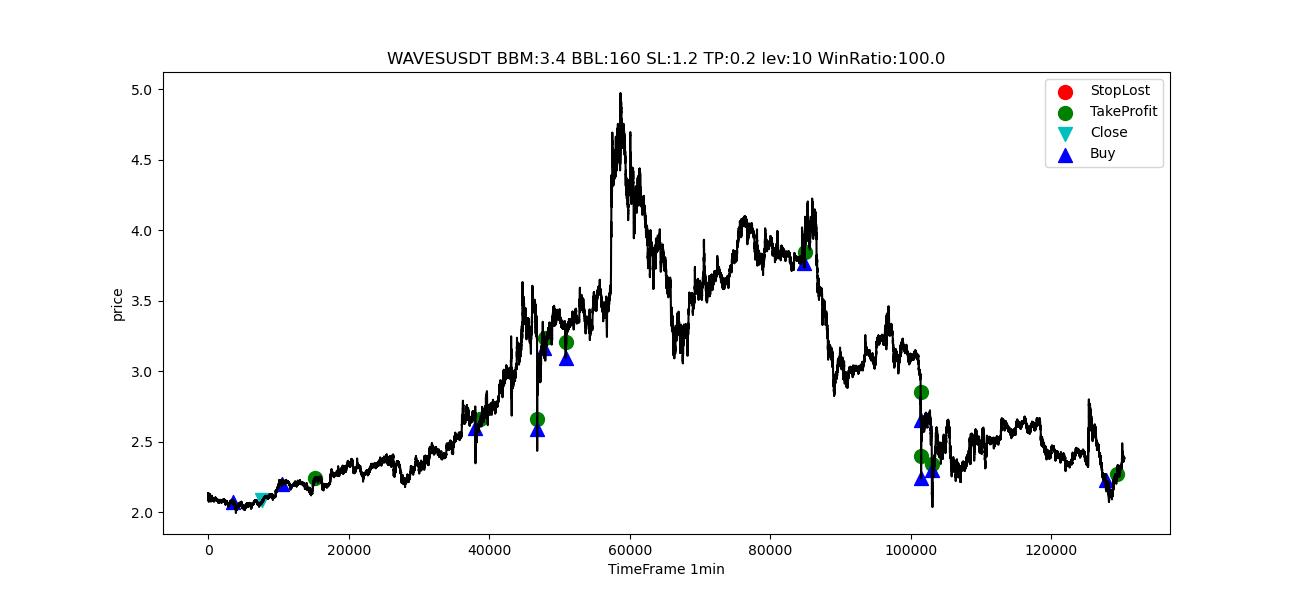 WAVESUSDT BBM:3.4 BBL:160 SL:1.2 TP:0.2 lev:10 WinRatio:100.0
StopLost
TakeProfit
Close
Buy
5.0
4.5
4.0
3.5
3.0
2.5
2.0
price
0
20000
40000
60000
80000
100000
120000
TimeFrame 1min